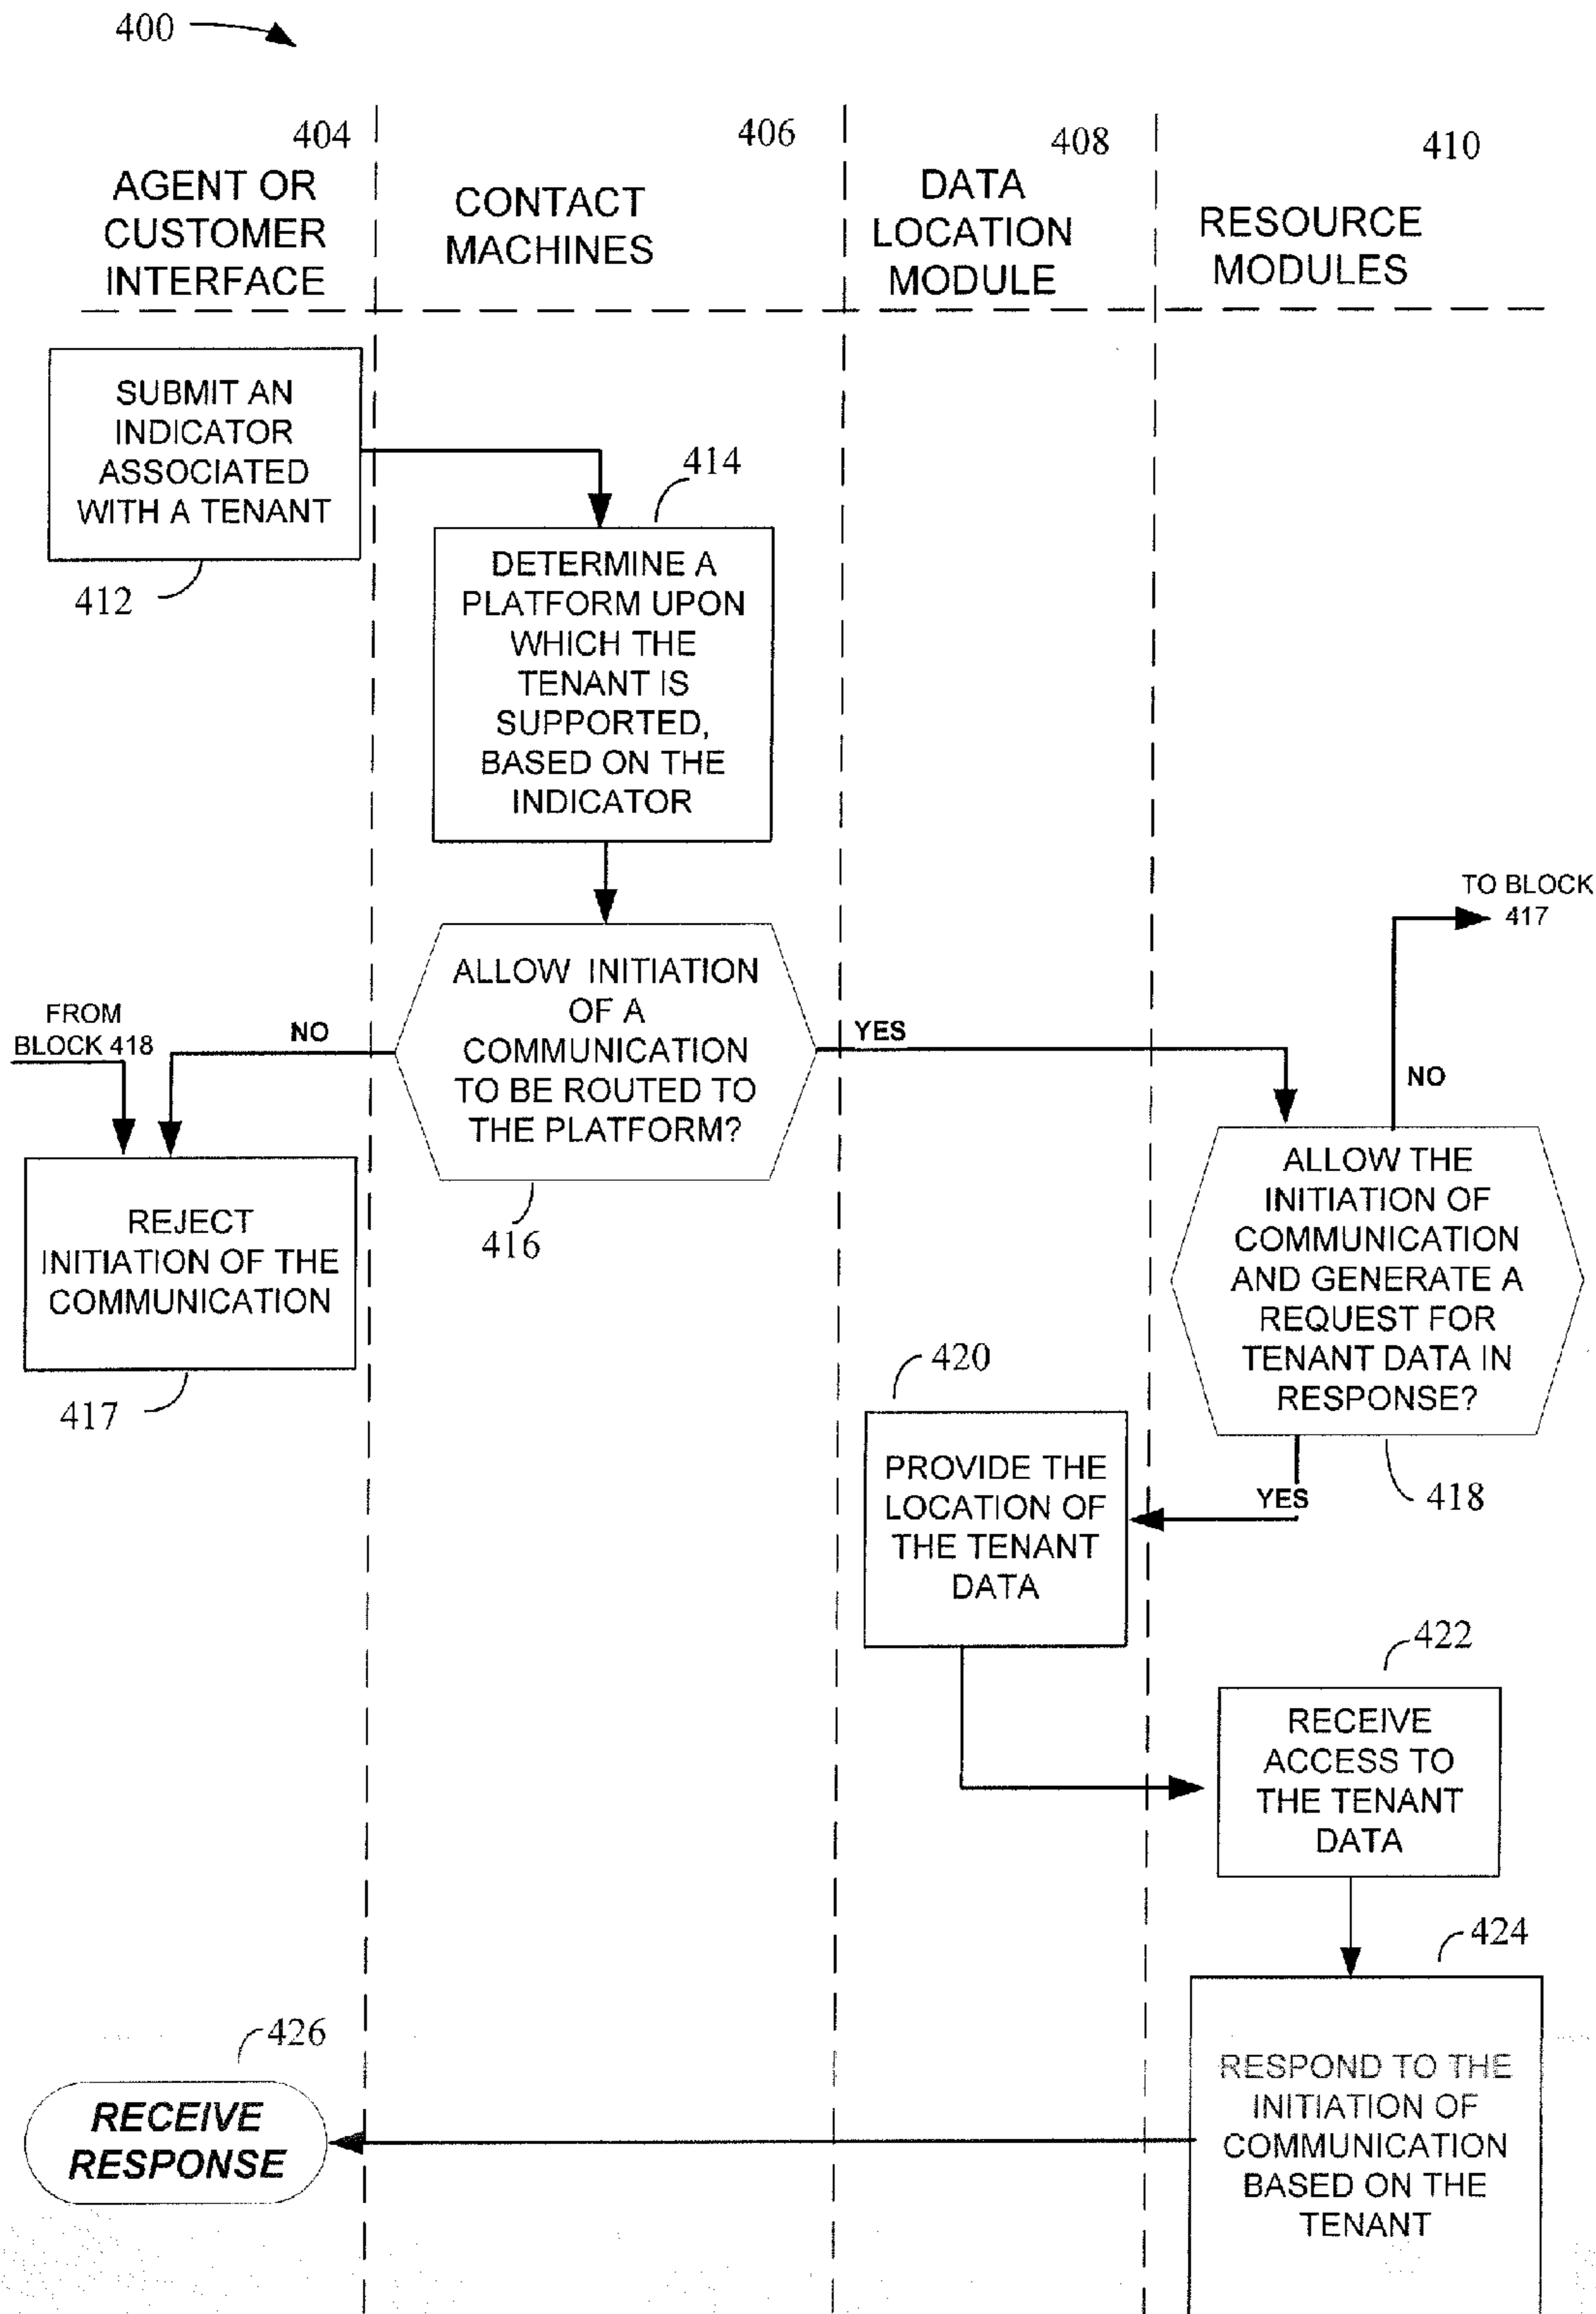 400
404
AGENT OR
CUSTOMER
INTERFACE
406
CONTACT
MACHINES
408
DATA
LOCATION
MODULE
410
RESOURCE
MODULES
SUBMIT AN
INDICATOR
ASSOCIATED
WITH A TENANT
412
414
DETERMINE A
PLATFORM UPON
WHICH THE
TENANT IS
SUPPORTED,
BASED ON THE
INDICATOR
ALLOW INITIATION
OF A
COMMUNICATION
TO BE ROUTED TO
THE PLATFORM?
416
NO
YES
FROM
BLOCK 418
REJECT
INITIATION OF THE
COMMUNICATION
417
TO BLOCK
417
NO
ALLOW THE
INITIATION OF
COMMUNICATION
AND GENERATE A
REQUEST FOR
TENANT DATA IN
RESPONSE?
418
YES
420
PROVIDE THE
LOCATION OF
THE TENANT
DATA
422
RECEIVE
ACCESS TO
THE TENANT
DATA
424
RESPOND TO THE
INITIATION OF
COMMUNICATION
BASED ON THE
TENANT
426
RECEIVE
RESPONSE